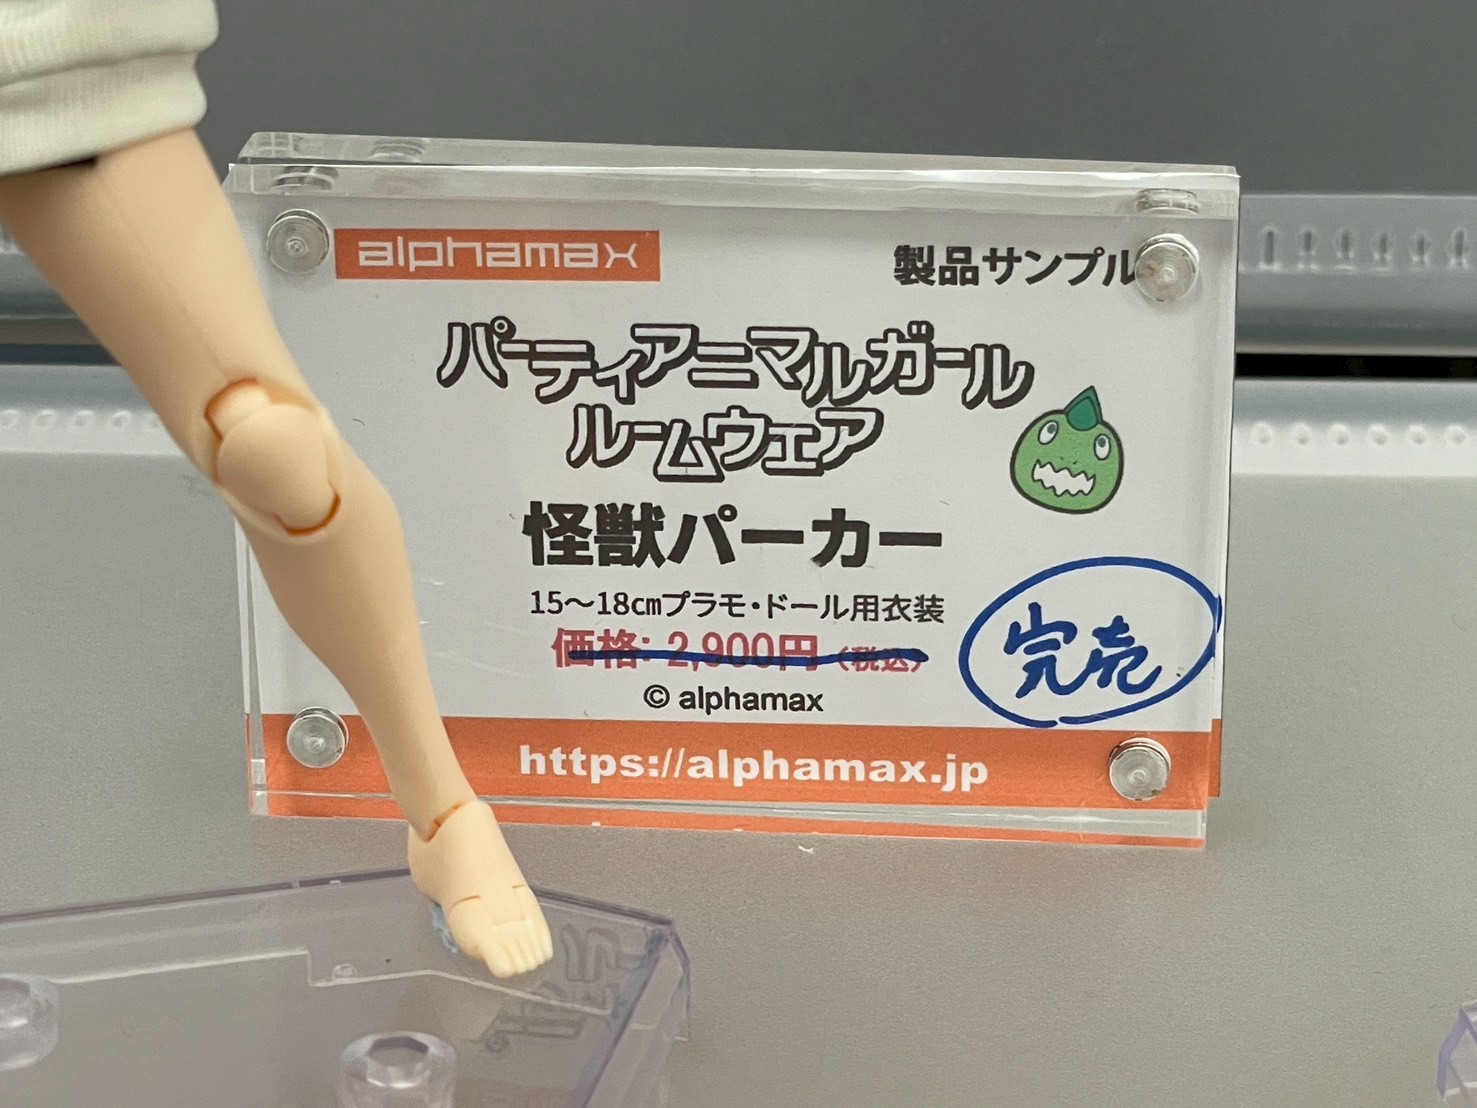 alphamax
製品サンプル
パーティアニマルガール
ルームウェア
怪獣パーカー
15～18cmプラモ・ドール用衣装
価格: 2,900円（税込）
完売
© alphamax
https://alphamax.jp